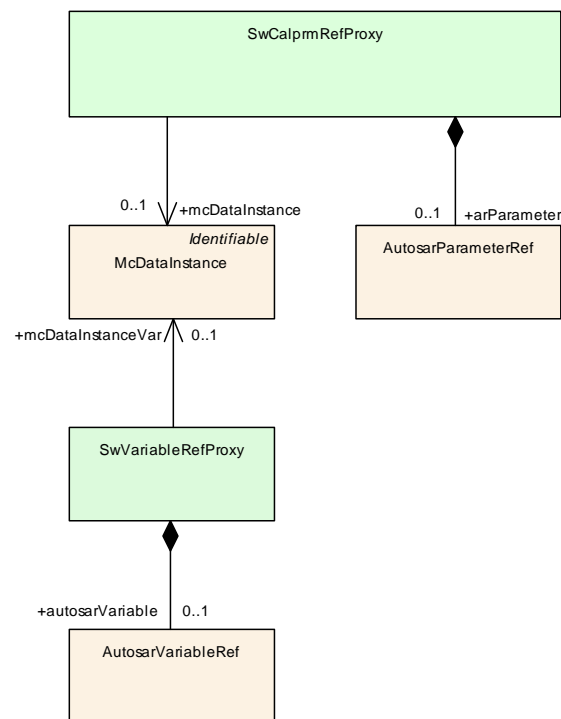 SwCalprmRefProxy
0..1
+mcDataInstance
0..1
+arParameter
Identifiable
McDataInstance
AutosarParameterRef
+mcDataInstanceVar
0..1
SwVariableRefProxy
+autosarVariable
0..1
AutosarVariableRef